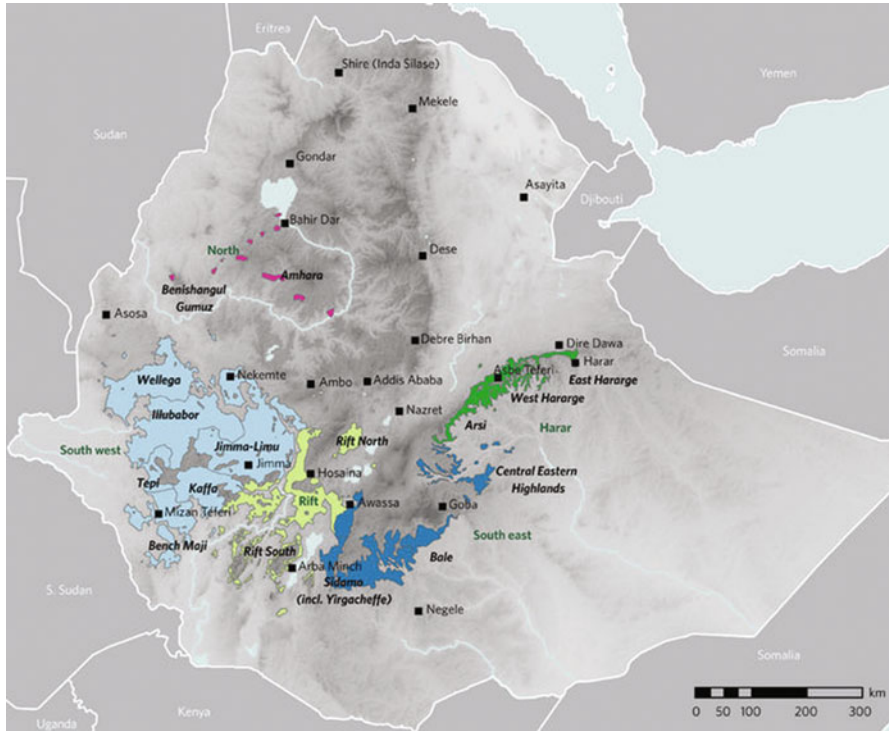 Eritrea
Shire (Inda Silase)
Yemen
Mekele
Sudan
Gondar
Asayita
Djibouti
Bahir Dar
North
Dese
Amhara
Benishangul
Gumuz
Asosa
Debre Birhan
Dire Dawa
Somalia
Harar
Wellega
Nekemte
Ambo
Addis Ababa
Asbe Teferi
East Hararge
West Hararge
Illubabor
Nazret
Arsi
Harar
South west
Jimma-Limu
Rift North
Jimma
Hosaina
Central Eastern
Highlands
Tepi
Kaffa
Rift
Awassa
Goba
Mizan Teferi
South east
Bench Maji
Rift South
Bale
Arba Minch
Sidamo
(incl. Yirgacheffe)
Negele
S. Sudan
Somalia
Kenya
Uganda
km
0 50 100 200 300